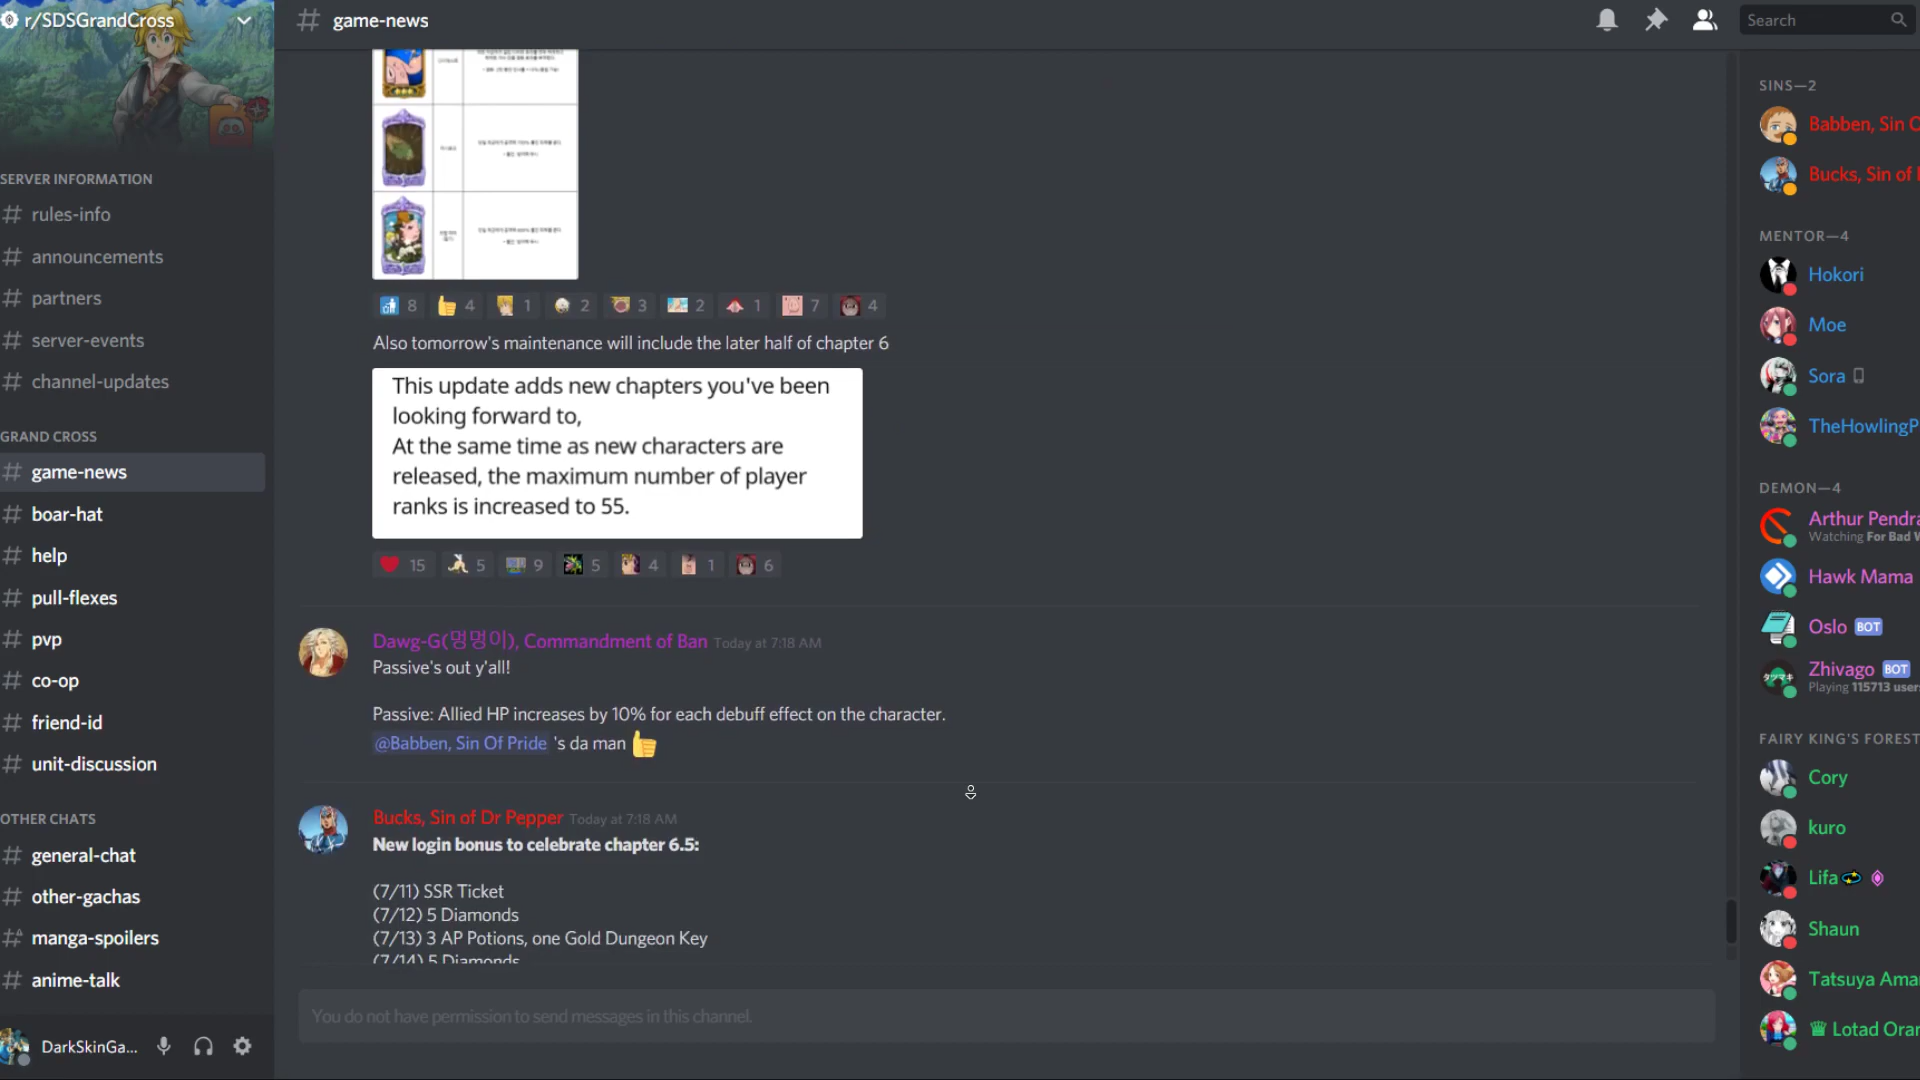 r/SDSGrandCross
SERVER INFORMATION
# rules-info
# announcements
# partners
# server-events
# channel-updates
GRAND CROSS
# game-news
# boar-hat
# help
# pull-flexes
# pvp
# co-op
# friend-id
# unit-discussion
OTHER CHATS
# general-chat
# other-gachas
# manga-spoilers
# anime-talk
DarkSkinGa...
# game-news
Search
8 4 1 2 3 2 1 7 4
Also tomorrow's maintenance will include the later half of chapter 6
This update adds new chapters you've been
looking forward to,
At the same time as new characters are
released, the maximum number of player
ranks is increased to 55.
15 5 9 5 4 1 6
Dawg-G(멍멍이), Commandment of Ban Today at 7:18 AM
Passive's out y'all!
Passive: Allied HP increases by 10% for each debuff effect on the character.
@Babben, Sin Of Pride 's da man
Bucks, Sin of Dr Pepper Today at 7:18 AM
New login bonus to celebrate chapter 6.5:
(7/11) SSR Ticket
(7/12) 5 Diamonds
(7/13) 3 AP Potions, one Gold Dungeon Key
(7/14) 5 Diamonds
You do not have permission to send messages in this channel.
SINS—2
Babben, Sin O
Bucks, Sin of
MENTOR—4
Hokori
Moe
Sora
TheHowlingP
DEMON—4
Arthur Pendra
Watching For Bad W
Hawk Mama
Oslo BOT
Zhivago BOT
Playing 115713 users
FAIRY KING'S FOREST
Cory
kuro
Lifa
Shaun
Tatsuya Amar
Lotad Oran